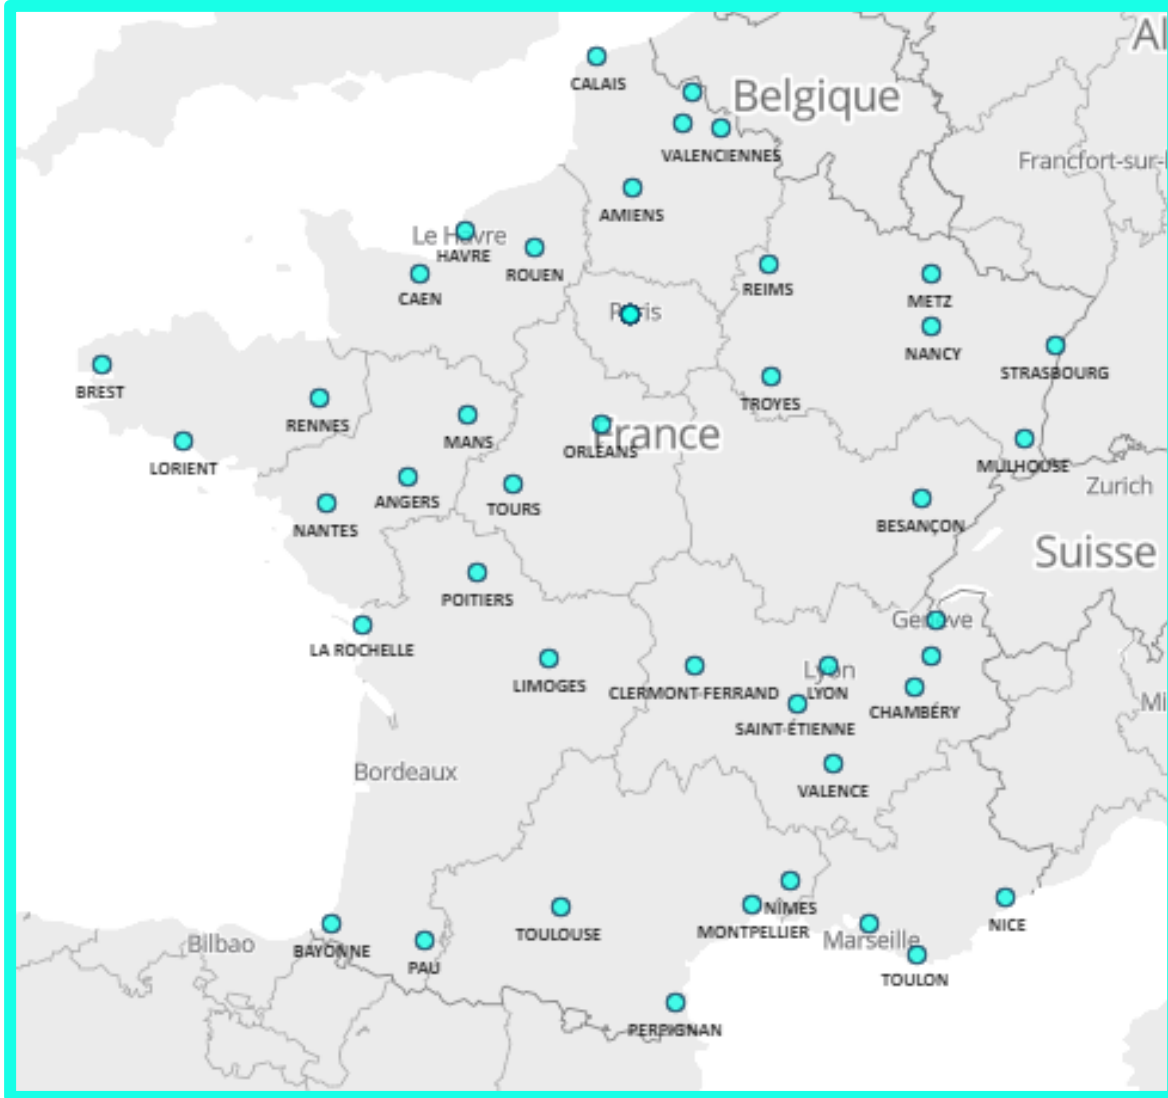 Al
CALAIS
Belgique
VALENCIENNES
Francfort-sur-
AMIENS
Le Havre
HAVRE
ROUEN
CAEN
REIMS
METZ
Paris
NANCY
STRASBOURG
BREST
TROYES
RENNES
MANS
France
ORLÉANS
LORIENT
MULHOUSE
Zurich
ANGERS
TOURS
NANTES
BESANÇON
Suisse
POITIERS
Genève
LA ROCHELLE
Lyon
LIMOGES
CLERMONT-FERRAND
LYON
CHAMBÉRY
Mi
SAINT-ÉTIENNE
Bordeaux
VALENCE
NÎMES
NICE
MONTPELLIER
TOULOUSE
Marseille
Bilbao
BAYONNE
PAU
TOULON
PERPIGNAN